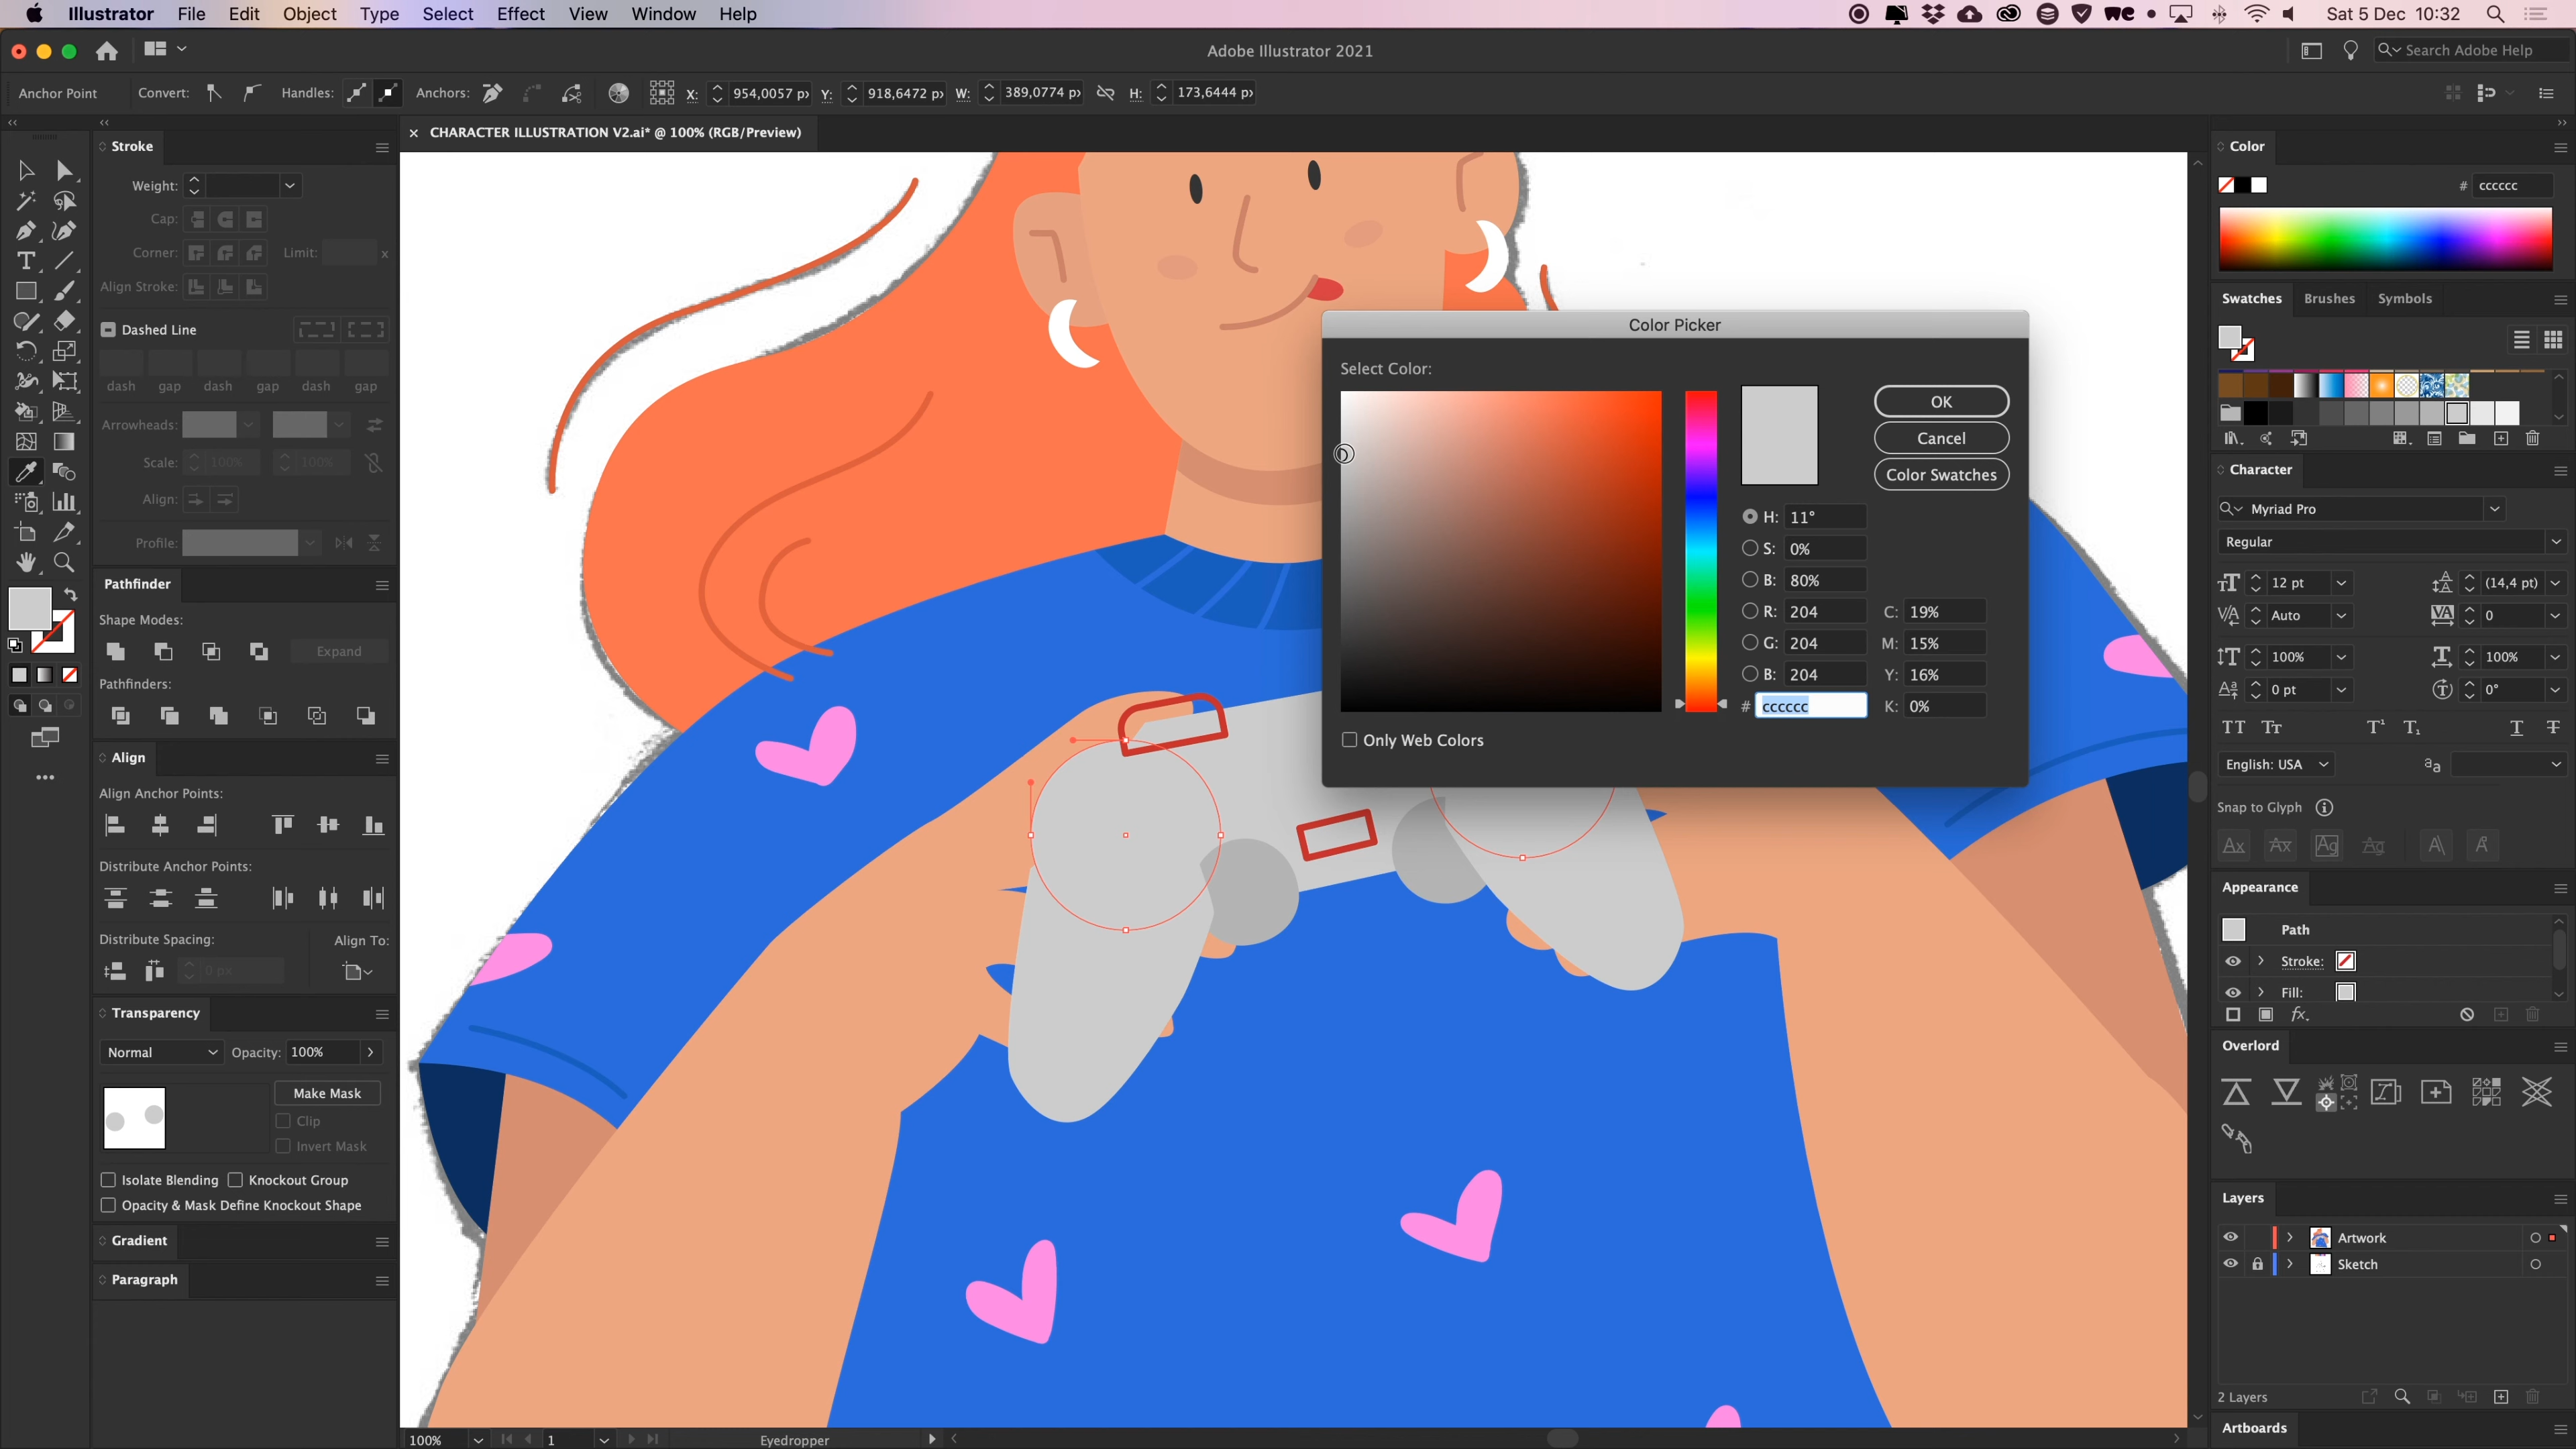 Illustrator File Edit Object Type Select Effect View Window Help
Sat 5 Dec 10:32
Adobe Illustrator 2021
Search Adobe Help
Anchor Point Convert: Handles: Anchors: X: 954,0057 Y: 918,6472 W: 389,0774 H: 173,6444
× CHARACTER ILLUSTRATION V2.ai* @ 100% (RGB/Preview)
Stroke
Weight:
Cap:
Corner: Limit: x
Align Stroke:
Dashed Line
dash gap dash gap dash gap
Arrowheads:
Scale: 100% 100%
Align:
Profile:
Pathfinder
Shape Modes:
Expand
Pathfinders:
Align
Align Anchor Points:
Distribute Anchor Points:
Distribute Spacing: Align To:
0 px
Transparency
Normal Opacity: 100%
Make Mask
Clip
Invert Mask
Isolate Blending Knockout Group
Opacity & Mask Define Knockout Shape
Gradient
Paragraph
Color Picker
Select Color:
OK
Cancel
Color Swatches
H: 11°
S: 0%
B: 80%
R: 204 C: 19%
G: 204 M: 15%
B: 204 Y: 16%
# cccccc K: 0%
Only Web Colors
100% 1 Eyedropper
Color
# cccccc
Swatches Brushes Symbols
Character
Myriad Pro
Regular
12 pt (14,4 pt)
Auto 0
100% 100%
0 pt 0°
English: USA
Snap to Glyph
Appearance
Path
Stroke:
Fill:
fx.
Overlord
Layers
Artwork
Sketch
2 Layers
Artboards